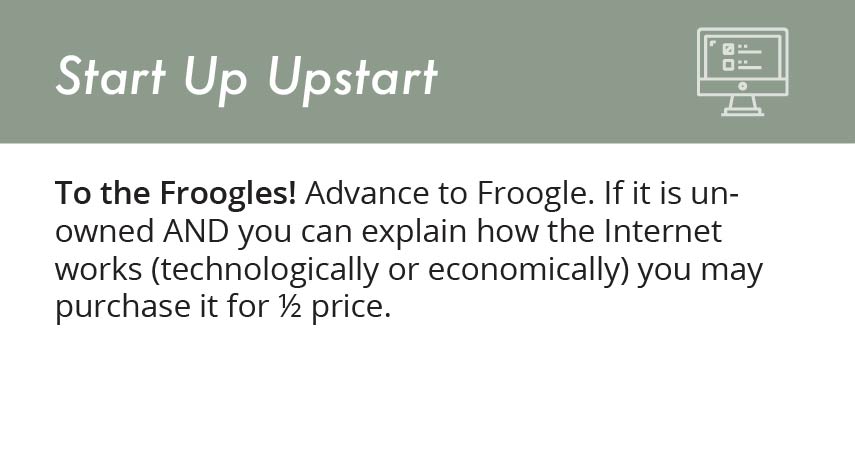 Start Up Upstart
To the Froogles! Advance to Froogle. If it is un-
owned AND you can explain how the Internet
works (technologically or economically) you may
purchase it for ½ price.